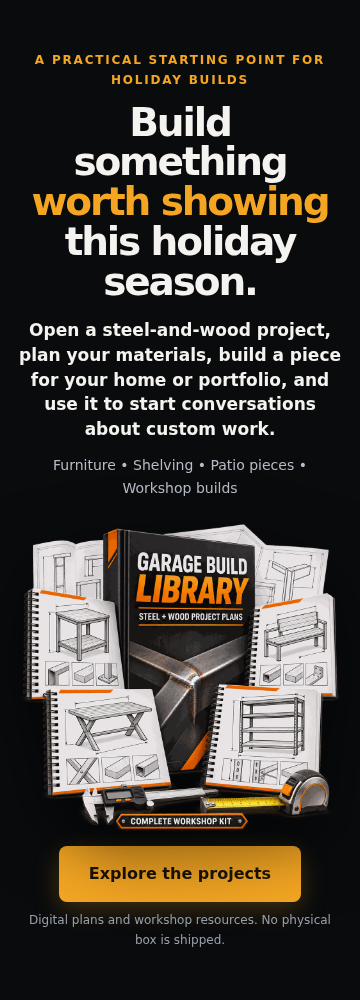 A PRACTICAL STARTING POINT FOR
HOLIDAY BUILDS
Build
something
worth showing
this holiday
season.
Open a steel-and-wood project,
plan your materials, build a piece
for your home or portfolio, and
use it to start conversations
about custom work.
Furniture • Shelving • Patio pieces •
Workshop builds
GARAGE BUILD
LIBRARY
STEEL + WOOD PROJECT PLANS
COMPLETE WORKSHOP KIT
Explore the projects
Digital plans and workshop resources. No physical
box is shipped.